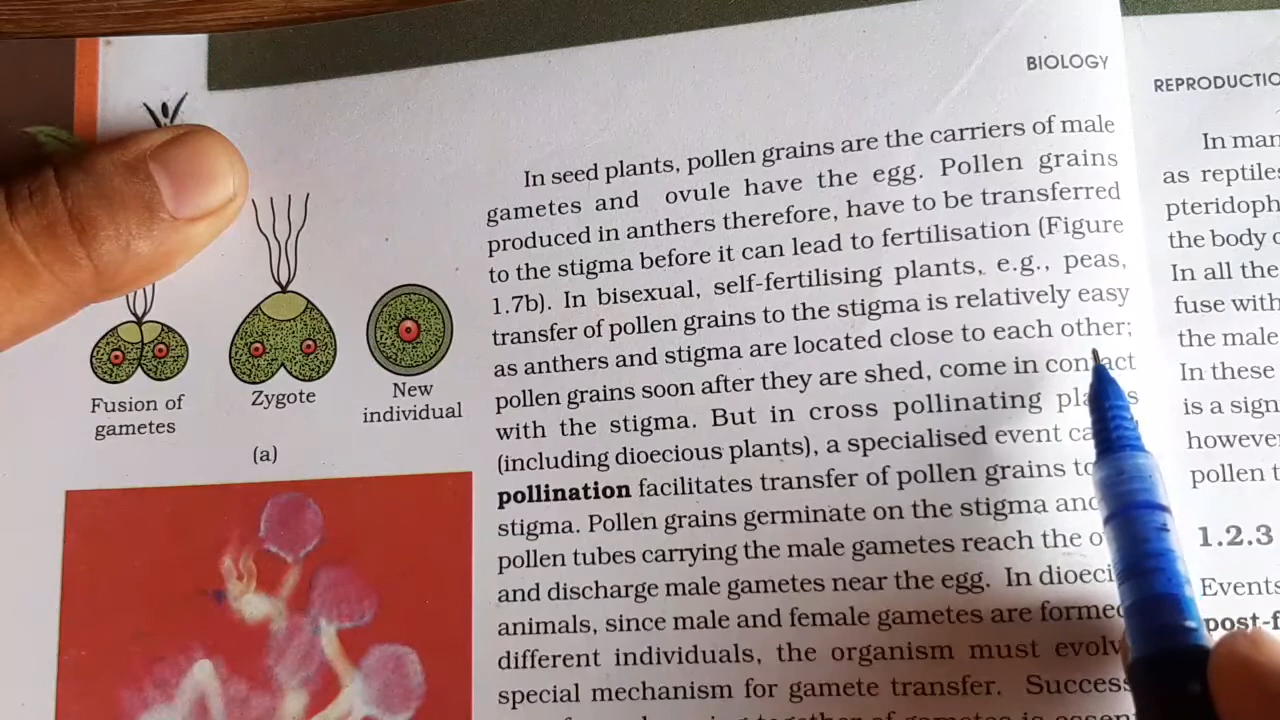 BIOLOGY
Fusion of
gametes
Zygote
New
individual
(a)
In seed plants, pollen grains are the carriers of male
gametes and ovule have the egg. Pollen grains
produced in anthers therefore, have to be transferred
to the stigma before it can lead to fertilisation (Figure
1.7b). In bisexual, self-fertilising plants, e.g., peas,
transfer of pollen grains to the stigma is relatively easy
as anthers and stigma are located close to each other;
pollen grains soon after they are shed, come in contact
with the stigma. But in cross pollinating
(including dioecious plants), a specialised event
pollination facilitates transfer of pollen grains
stigma. Pollen grains germinate on the stigma and
pollen tubes carrying the male gametes reach the
and discharge male gametes near the egg. In
animals, since male and female gametes are formed
different individuals, the organism must
special mechanism for gamete transfer.
REPRODUCTIO
In man
as reptiles
pteridoph
the body
In all the
fuse with
the male
In these
is a sign
however
pollen t
1.2.3
Events
post-f